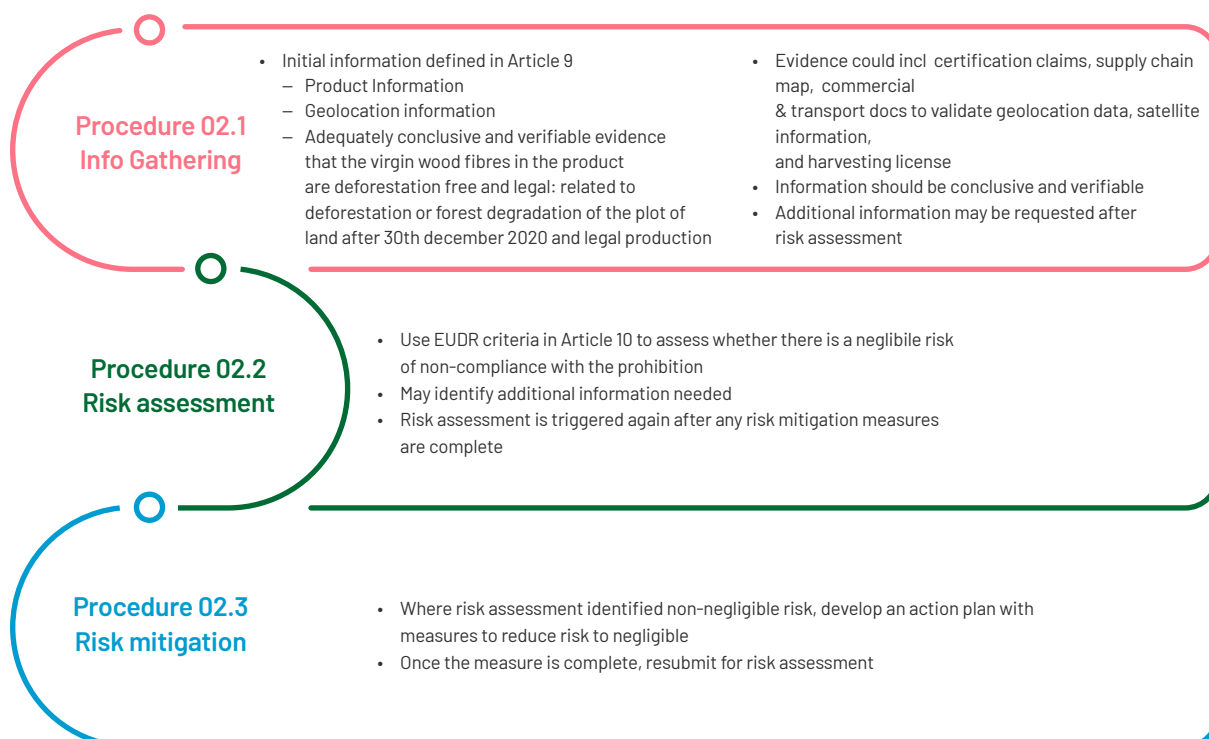 Procedure 02.1
Info Gathering
• Initial information defined in Article 9
– Product Information
– Geolocation information
– Adequately conclusive and verifiable evidence
that the virgin wood fibres in the product
are deforestation free and legal: related to
deforestation or forest degradation of the plot of
land after 30th december 2020 and legal production
• Evidence could incl certification claims, supply chain
map, commercial
& transport docs to validate geolocation data, satellite
information,
and harvesting license
• Information should be conclusive and verifiable
• Additional information may be requested after
risk assessment
Procedure 02.2
Risk assessment
• Use EUDR criteria in Article 10 to assess whether there is a neglibile risk
of non-compliance with the prohibition
• May identify additional information needed
• Risk assessment is triggered again after any risk mitigation measures
are complete
Procedure 02.3
Risk mitigation
• Where risk assessment identified non-negligible risk, develop an action plan with
measures to reduce risk to negligible
• Once the measure is complete, resubmit for risk assessment